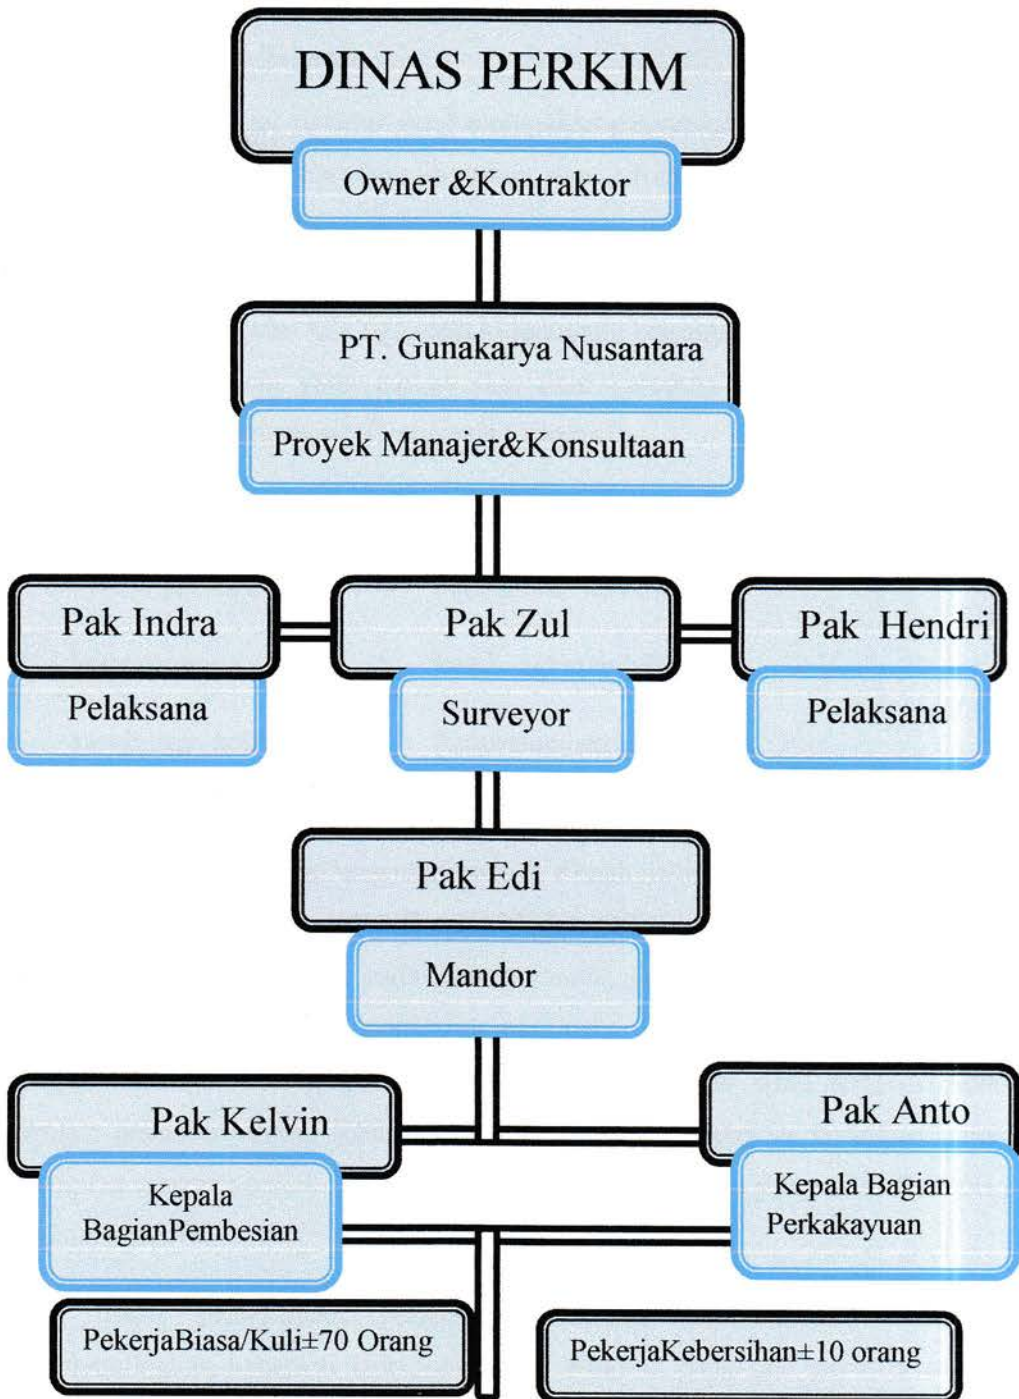 DINAS PERKIM
Owner &Kontraktor
PT. Gunakarya Nusantara
Proyek Manajer&Konsultaan
Pak Indra
Pak Zul
Pak Hendri
Pelaksana
Surveyor
Pelaksana
Pak Edi
Mandor
Pak Kelvin
Pak Anto
Kepala
BagianPembesian
Kepala Bagian
Perkakayuan
PekerjaBiasa/Kuli±70 Orang
PekerjaKebersihan±10 orang